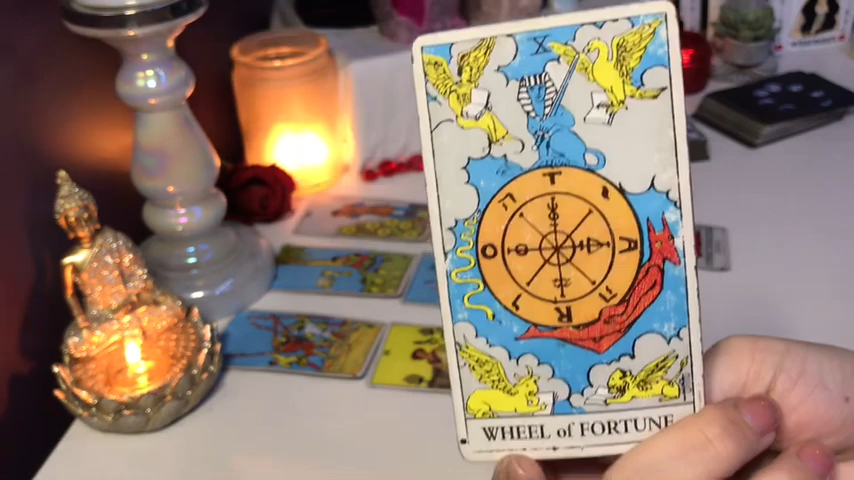 X
T
ה י
O A
ו ה
R
WHEEL of FORTUNE